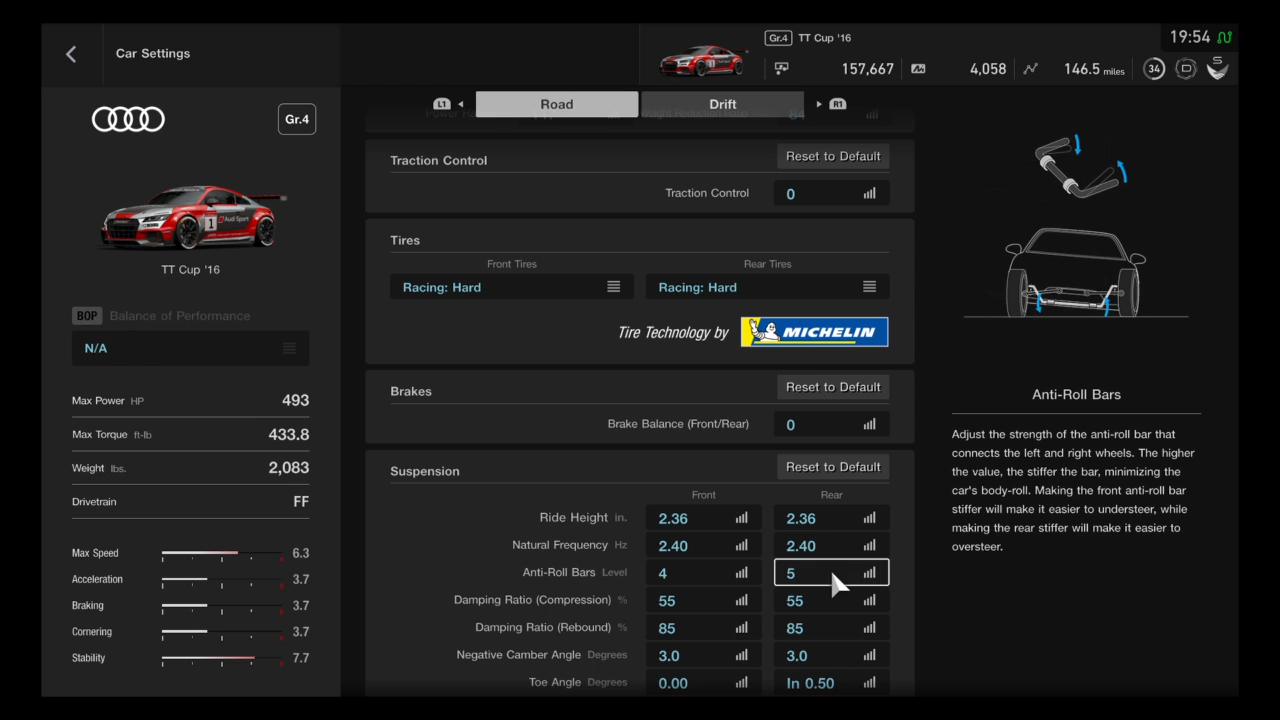 Car Settings
Gr.4 TT Cup '16
19:54
157,667 4,058 146.5 miles 34 S
L1 Road Drift R1
Gr.4
TT Cup '16
BOP Balance of Performance
N/A
Max Power HP 493
Max Torque ft-lb 433.8
Weight lbs. 2,083
Drivetrain FF
Max Speed 6.3
Acceleration 3.7
Braking 3.7
Cornering 3.7
Stability 7.7
Weight Reduction Ratio 84
Traction Control Reset to Default
Traction Control 0
Tires
Front Tires Rear Tires
Racing: Hard Racing: Hard
Tire Technology by MICHELIN
Brakes Reset to Default
Brake Balance (Front/Rear) 0
Suspension Reset to Default
Front Rear
Ride Height in. 2.36 2.36
Natural Frequency Hz 2.40 2.40
Anti-Roll Bars Level 4 5
Damping Ratio (Compression) % 55 55
Damping Ratio (Rebound) % 85 85
Negative Camber Angle Degrees 3.0 3.0
Toe Angle Degrees 0.00 In 0.50
Anti-Roll Bars
Adjust the strength of the anti-roll bar that
connects the left and right wheels. The higher
the value, the stiffer the bar, minimizing the
car's body-roll. Making the front anti-roll bar
stiffer will make it easier to understeer, while
making the rear stiffer will make it easier to
oversteer.